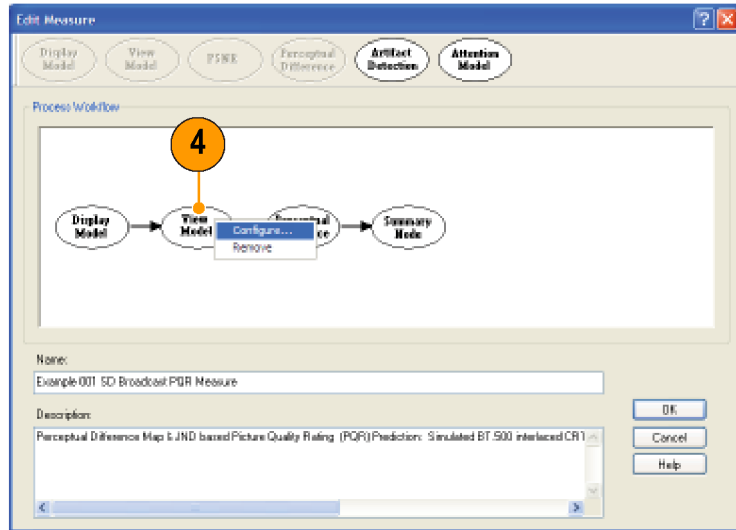 Edit Measure
Display Model
View Model
PSNR
Perceptual Difference
Artifact Detection
Attention Model
Process Workflow
4
Display Model
View Model
Summary Node
Configure...
Remove
Name:
Example 001 SD Broadcast PQR Measure
Description:
Perceptual Difference Map & JND based Picture Quality Rating (PQR) Prediction: Simulated BT.500 interlaced CRT
OK
Cancel
Help